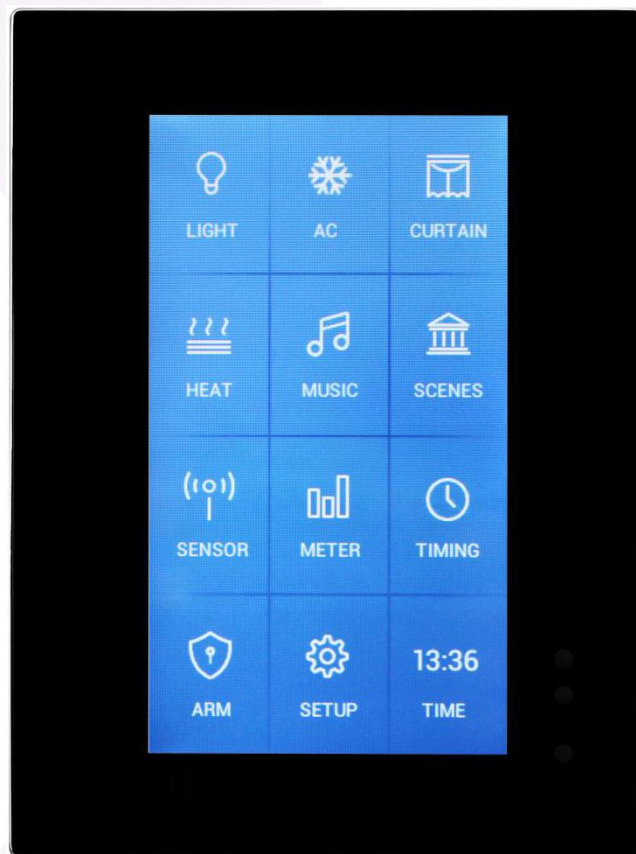 LIGHT AC CURTAIN
HEAT MUSIC SCENES
SENSOR METER TIMING
13:36
ARM SETUP TIME